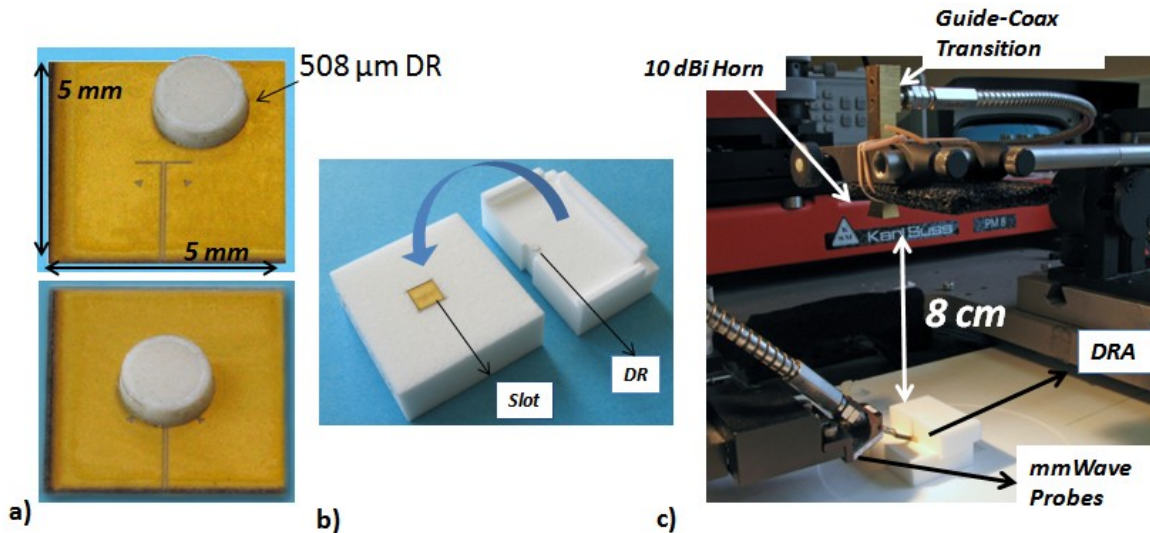 508 µm DR
5 mm
5 mm
a)
Slot
DR
b)
Guide-Coax
Transition
10 dBi Horn
K
SM
Karl Suss
PM 8
8 cm
DRA
mmWave
Probes
c)